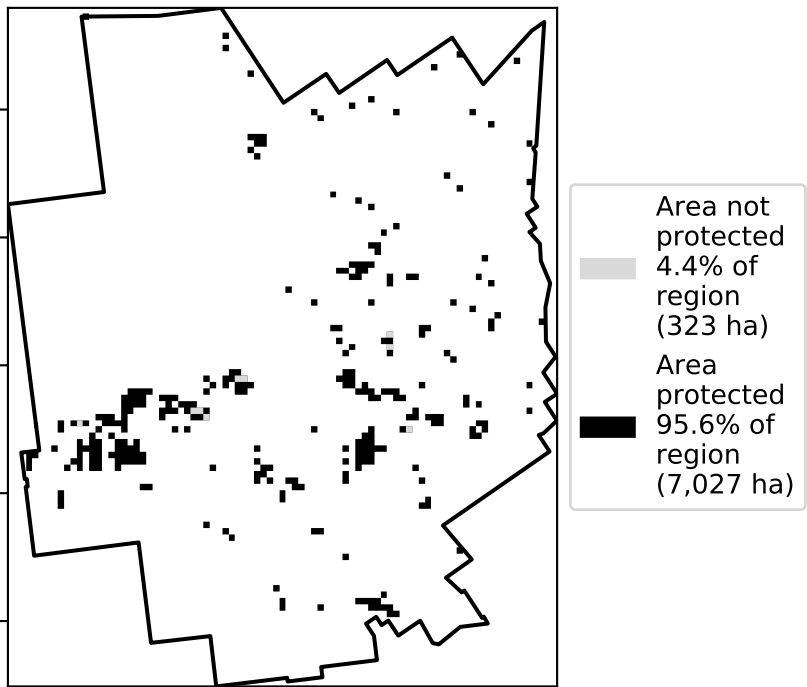 Area not
protected
4.4% of
region
(323 ha)
Area
protected
95.6% of
region
(7,027 ha)